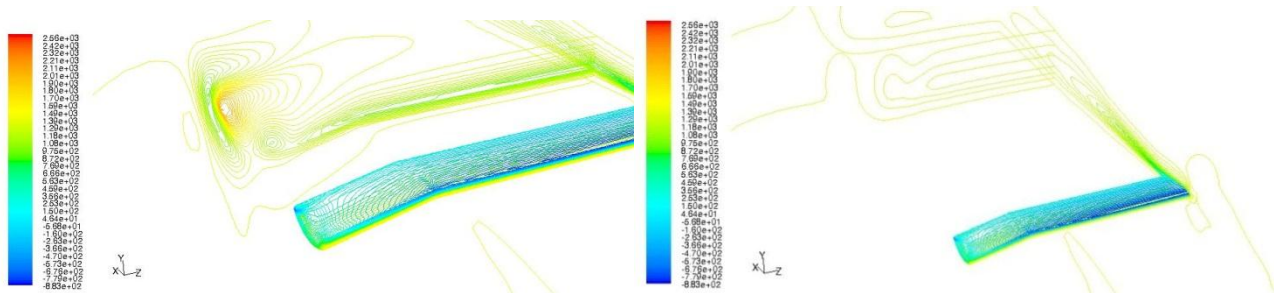 2.56e+03
2.42e+03
2.32e+03
2.21e+03
2.11e+03
2.01e+03
1.90e+03
1.80e+03
1.70e+03
1.59e+03
1.49e+03
1.39e+03
1.29e+03
1.18e+03
1.08e+03
9.75e+02
8.72e+02
7.69e+02
6.66e+02
5.63e+02
4.59e+02
3.56e+02
2.53e+02
1.50e+02
4.64e+01
-5.68e+01
-1.60e+02
-2.63e+02
-3.66e+02
-4.70e+02
-5.73e+02
-6.76e+02
-7.79e+02
-8.83e+02
Y
X Z
2.56e+03
2.42e+03
2.32e+03
2.21e+03
2.11e+03
2.01e+03
1.90e+03
1.80e+03
1.70e+03
1.59e+03
1.49e+03
1.39e+03
1.29e+03
1.18e+03
1.08e+03
9.75e+02
8.72e+02
7.69e+02
6.66e+02
5.63e+02
4.59e+02
3.56e+02
2.53e+02
1.50e+02
4.64e+01
-5.68e+01
-1.60e+02
-2.63e+02
-3.66e+02
-4.70e+02
-5.73e+02
-6.76e+02
-7.79e+02
-8.83e+02
Y
X Z